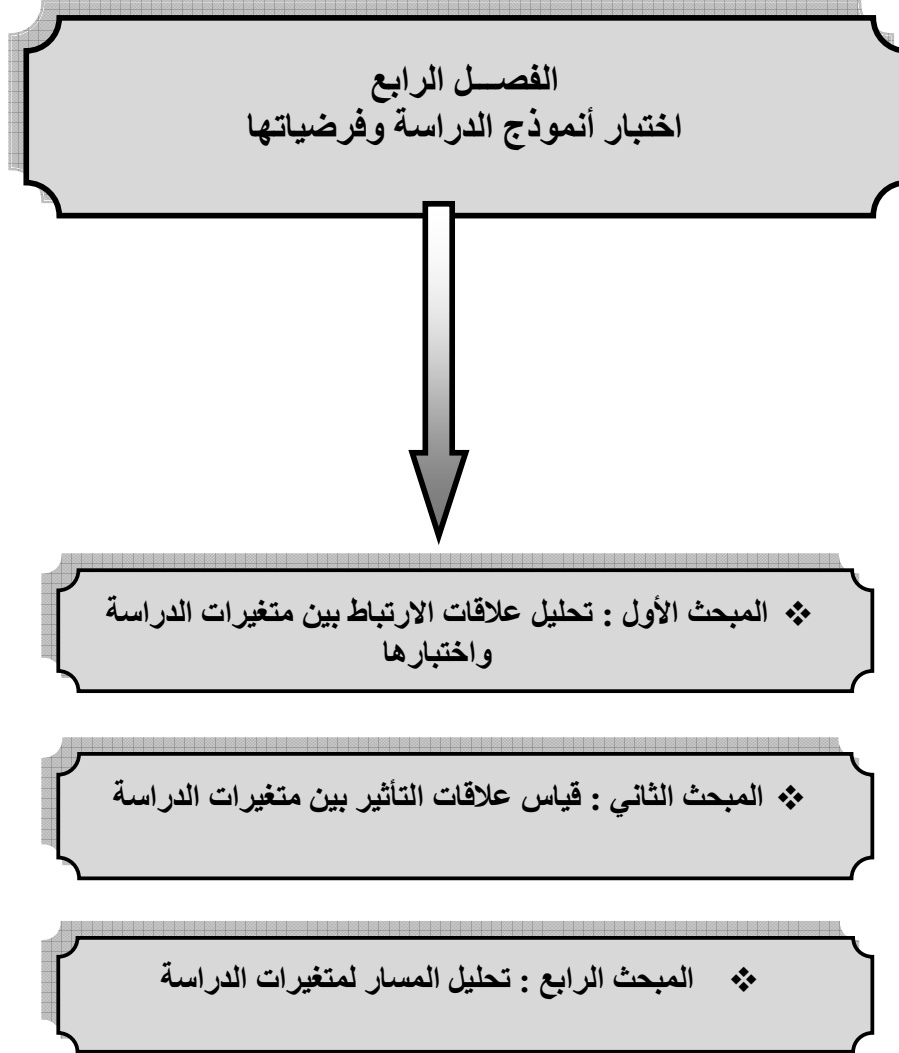 الفصـــل الرابع
اختبار أنموذج الدراسة وفرضياتها
❖ المبحث الأول : تحليل علاقات الارتباط بين متغيرات الدراسة
واختبارها
❖ المبحث الثاني : قياس علاقات التأثير بين متغيرات الدراسة
❖ المبحث الرابع : تحليل المسار لمتغيرات الدراسة